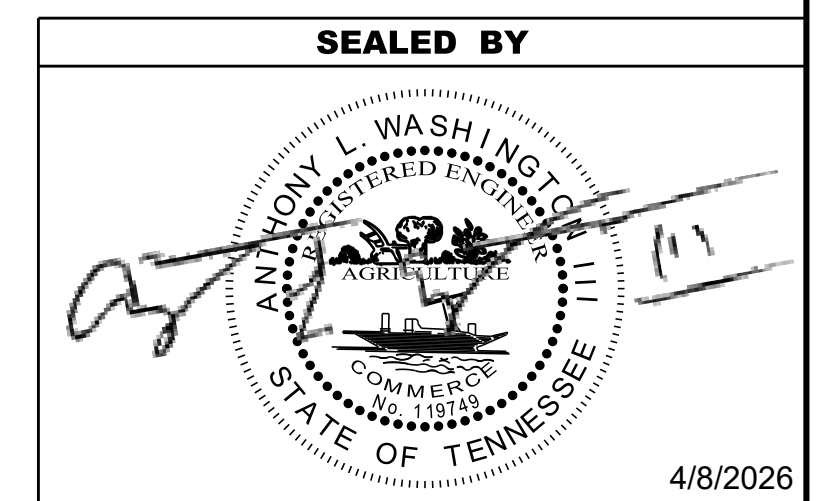 SEALED BY
ANTHONY L. WASHINGTON III
REGISTERED ENGINEER
AGRICULTURE
COMMERCE
No. 119749
STATE OF TENNESSEE
4/8/2026